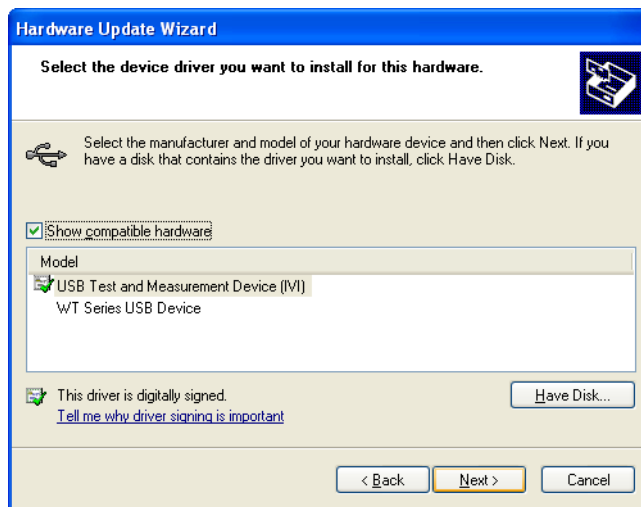 Hardware Update Wizard
Select the device driver you want to install for this hardware.
Select the manufacturer and model of your hardware device and then click Next. If you
have a disk that contains the driver you want to install, click Have Disk.
Show compatible hardware
Model
USB Test and Measurement Device (IVI)
WT Series USB Device
This driver is digitally signed.
Tell me why driver signing is important
Have Disk...
< Back
Next >
Cancel